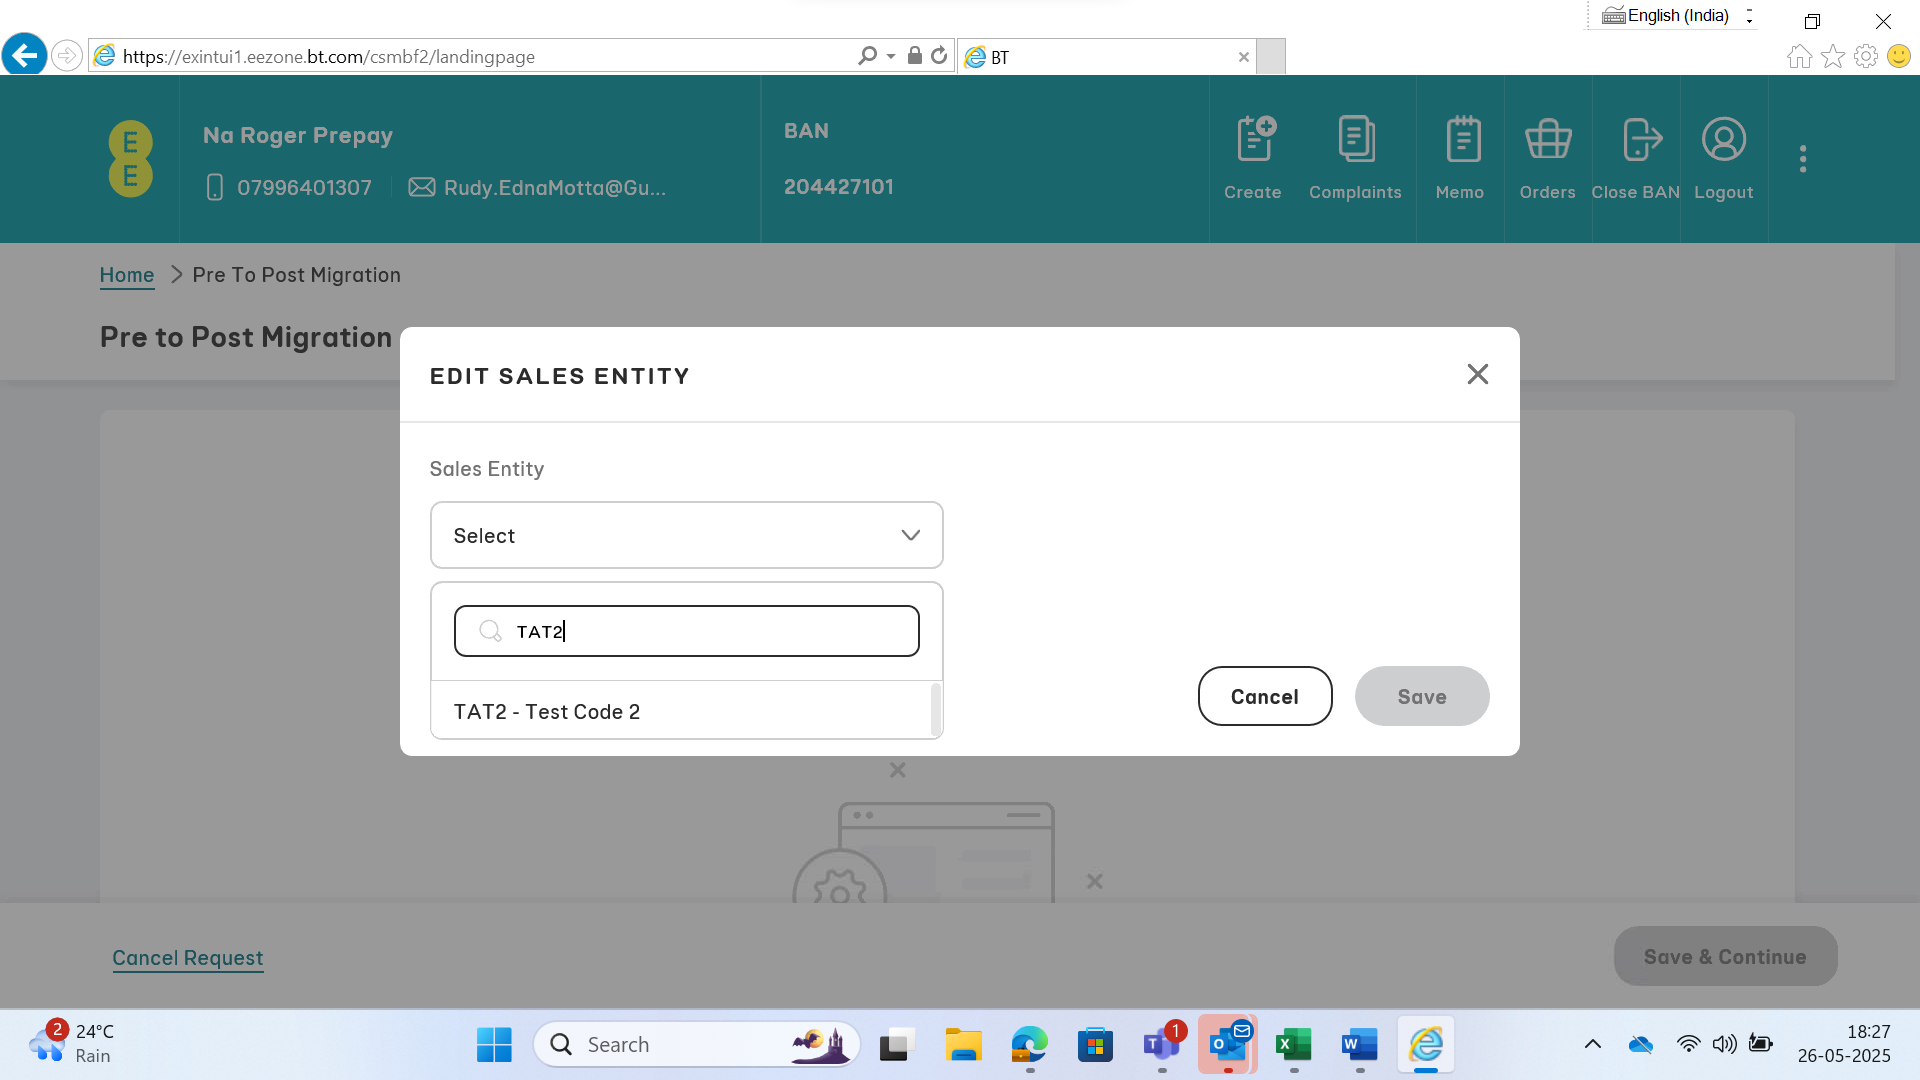 English (India)
https://exintui1.eezone.bt.com/csmbf2/landingpage
BT
EE
Na Roger Prepay
07996401307
Rudy.EdnaMotta@Gu...
BAN
204427101
Create
Complaints
Memo
Orders
Close BAN
Logout
Home
Pre To Post Migration
Pre to Post Migration
EDIT SALES ENTITY
Sales Entity
Select
TAT2
TAT2 - Test Code 2
Cancel
Save
Cancel Request
Save & Continue
2
24°C
Rain
Search
1
18:27
26-05-2025